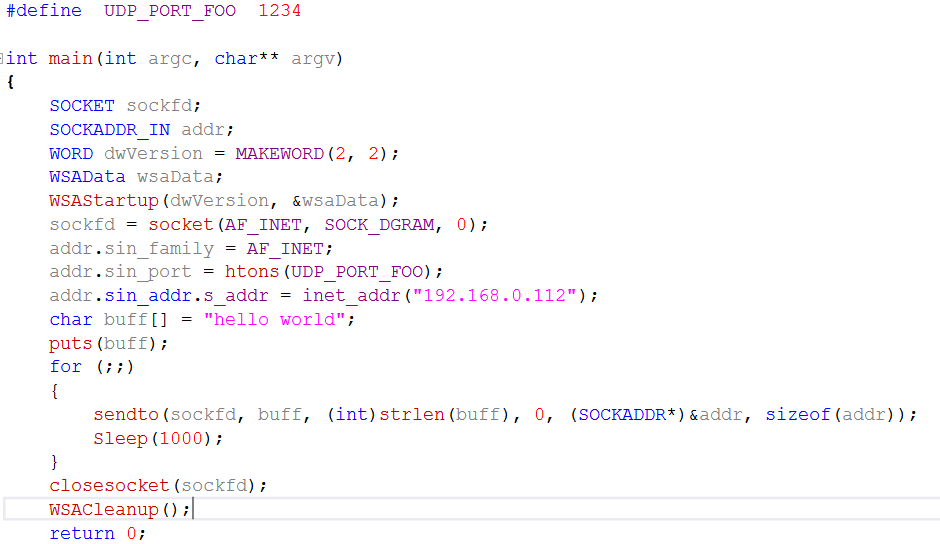 #define  UDP_PORT_FOO  1234
int main(int argc, char** argv)
{
    SOCKET sockfd;
    SOCKADDR_IN addr;
    WORD dwVersion = MAKEWORD(2, 2);
    WSAData wsaData;
    WSAStartup(dwVersion, &wsaData);
    sockfd = socket(AF_INET, SOCK_DGRAM, 0);
    addr.sin_family = AF_INET;
    addr.sin_port = htons(UDP_PORT_FOO);
    addr.sin_addr.s_addr = inet_addr("192.168.0.112");
    char buff[] = "hello world";
    puts(buff);
    for (;;)
    {
        sendto(sockfd, buff, (int)strlen(buff), 0, (SOCKADDR*)&addr, sizeof(addr));
        Sleep(1000);
    }
    closesocket(sockfd);
    WSACleanup();
    return 0;